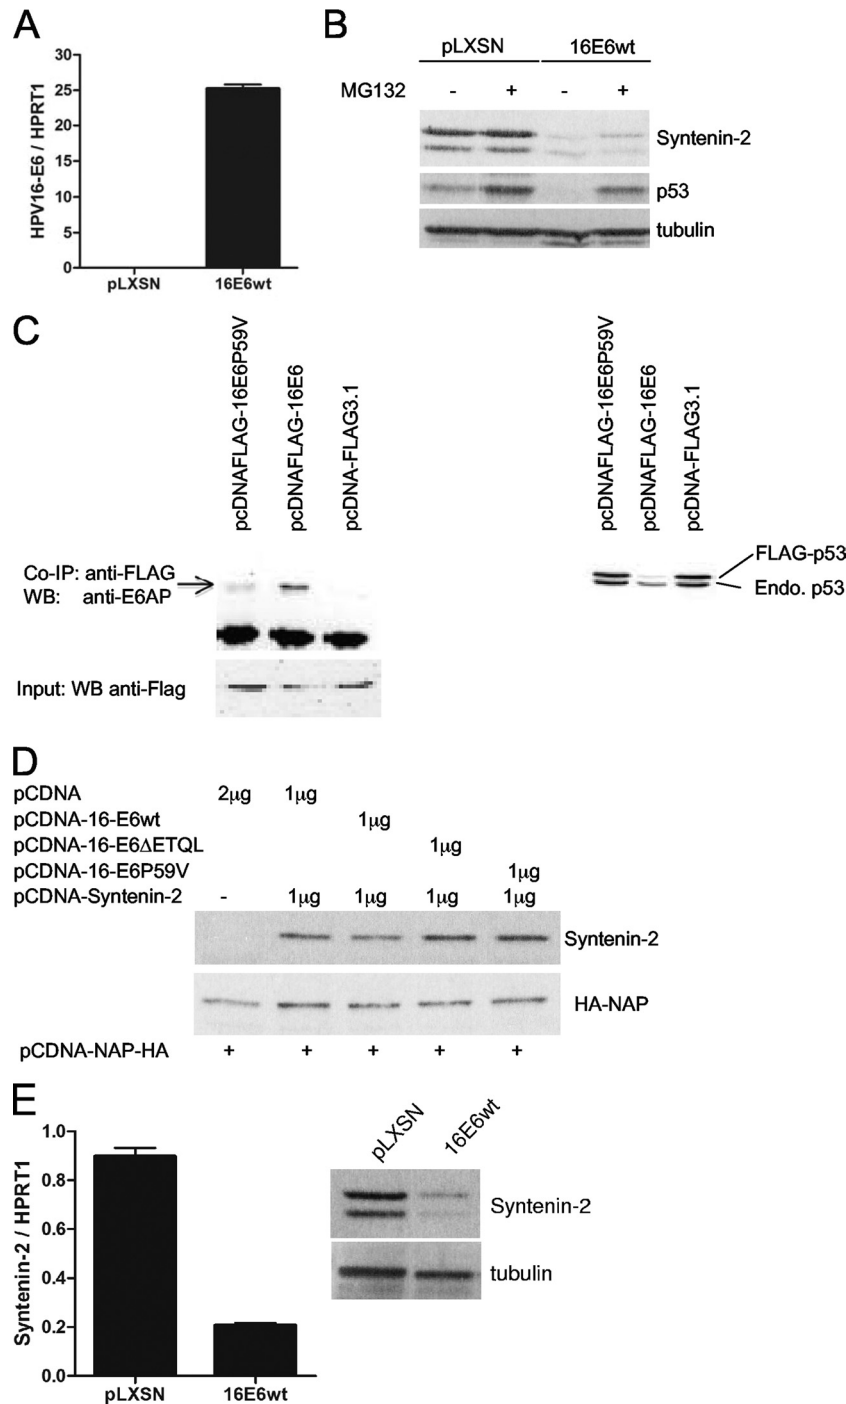 A
HPV16-E6 / HPRT1
30
25
20
15
10
5
0
pLXSN 16E6wt
B
pLXSN 16E6wt
MG132 - + - +
Syntenin-2
p53
tubulin
C
pcDNAFLAG-16E6P59V
pcDNAFLAG-16E6
pcDNA-FLAG3.1
Co-IP: anti-FLAG
WB: anti-E6AP
Input: WB anti-Flag
pcDNAFLAG-16E6P59V
pcDNAFLAG-16E6
pcDNA-FLAG3.1
FLAG-p53
Endo. p53
D
pCDNA 2µg 1µg
pCDNA-16-E6wt 1µg
pCDNA-16-E6ΔETQL 1µg
pCDNA-16-E6P59V 1µg
pCDNA-Syntenin-2 - 1µg 1µg 1µg 1µg
Syntenin-2
HA-NAP
pCDNA-NAP-HA + + + + +
E
Syntenin-2 / HPRT1
1.0
0.8
0.6
0.4
0.2
0.0
pLXSN 16E6wt
pLXSN 16E6wt
Syntenin-2
tubulin